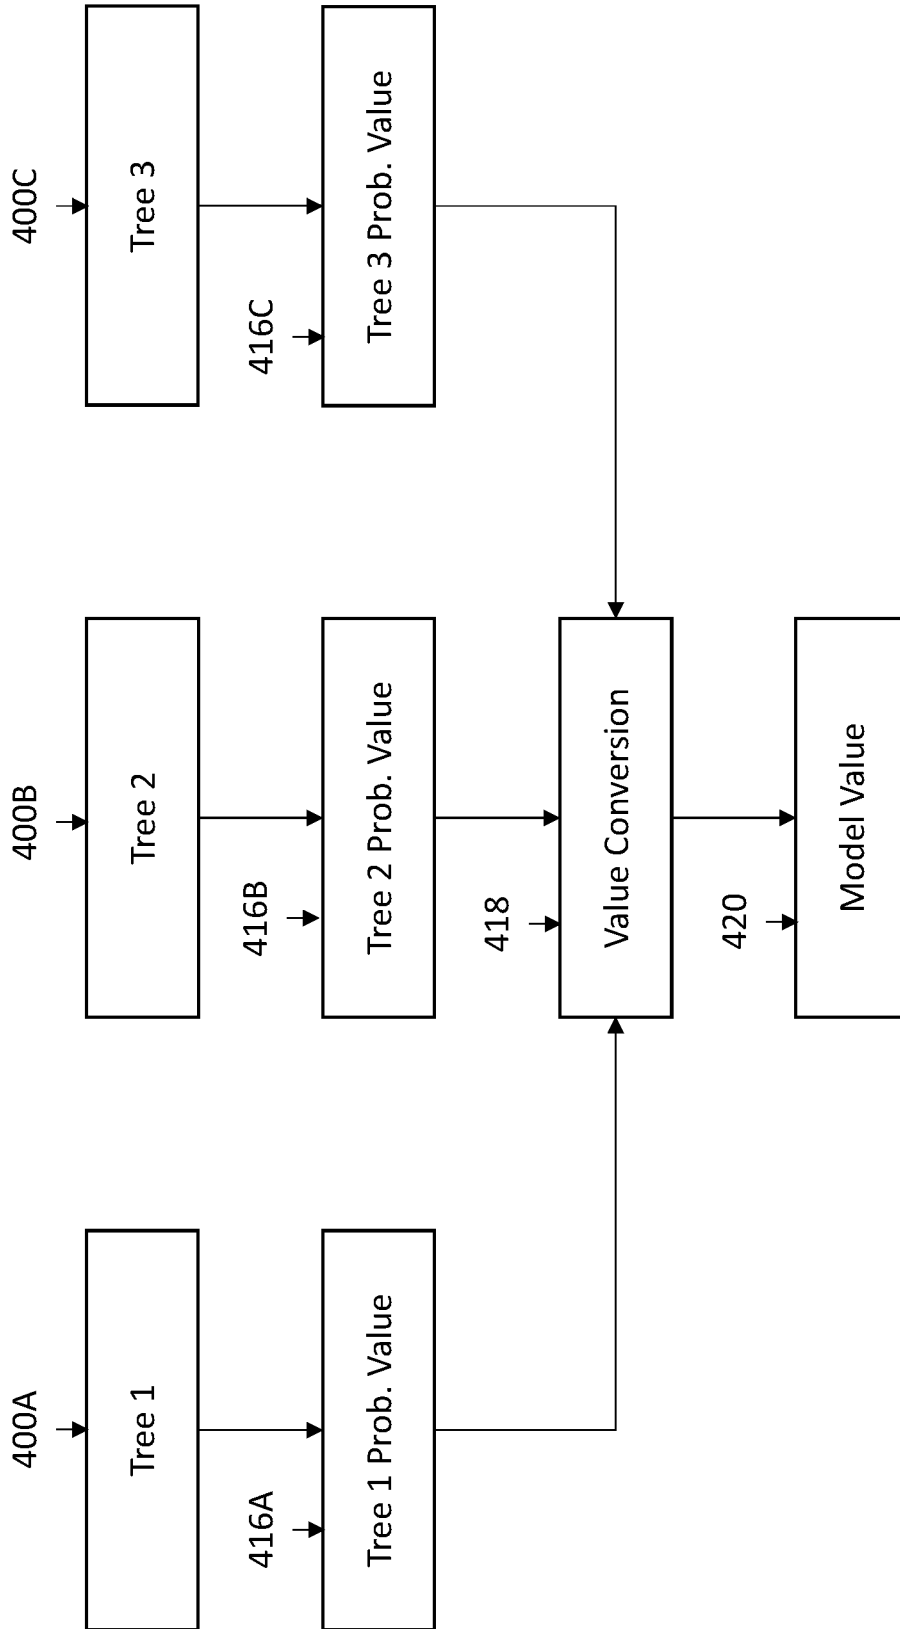 400A
400B
400C
Tree 1
Tree 2
Tree 3
416A
416B
416C
Tree 1 Prob. Value
Tree 2 Prob. Value
Tree 3 Prob. Value
418
Value Conversion
420
Model Value